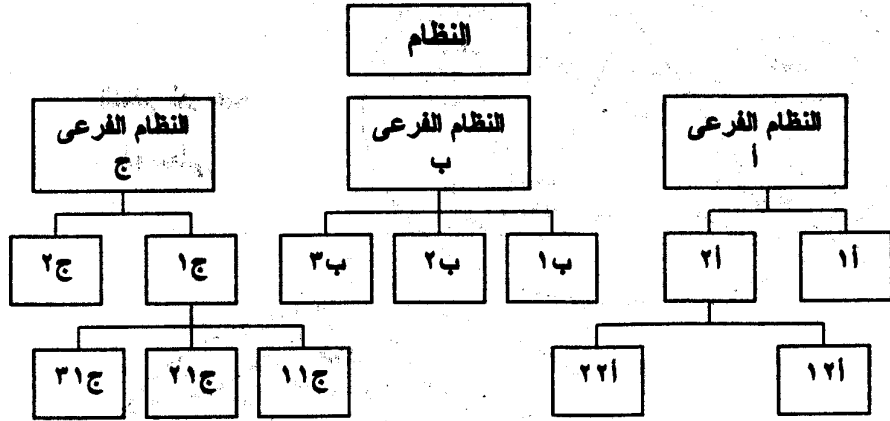 النظام
النظام الفرعى
أ
النظام الفرعى
ب
النظام الفرعى
ج
أ١
أ٢
ب١
ب٢
ب٣
ج١
ج٢
أ١٢
أ٢٢
ج١١
ج٢١
ج٣١